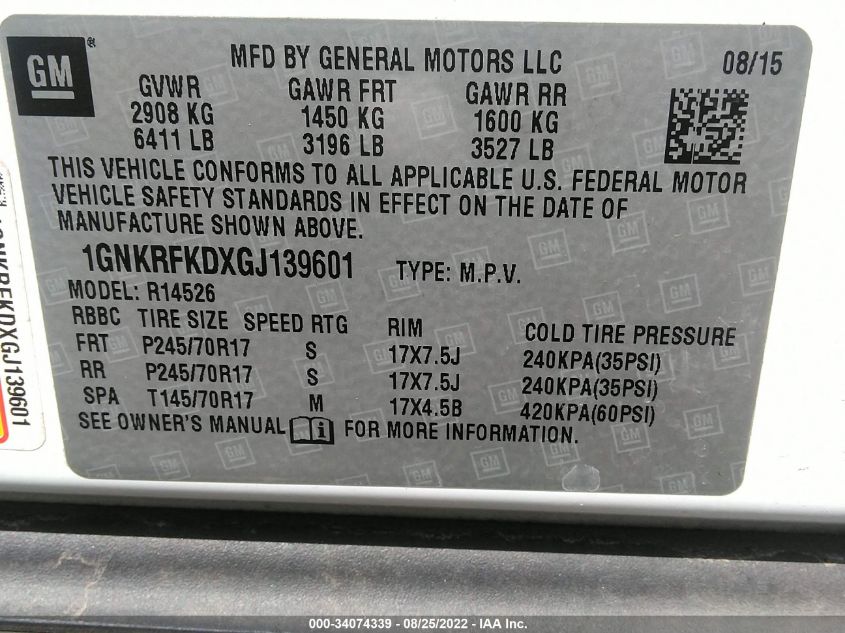 GM ®
MFD BY GENERAL MOTORS LLC 08/15
GVWR GAWR FRT GAWR RR
2908 KG 1450 KG 1600 KG
6411 LB 3196 LB 3527 LB
THIS VEHICLE CONFORMS TO ALL APPLICABLE U.S. FEDERAL MOTOR
VEHICLE SAFETY STANDARDS IN EFFECT ON THE DATE OF
MANUFACTURE SHOWN ABOVE.
1GNKRFKDXGJ139601 TYPE: M.P.V.
MODEL: R14526
RBBC TIRE SIZE SPEED RTG RIM COLD TIRE PRESSURE
FRT P245/70R17 S 17X7.5J 240KPA(35PSI)
RR P245/70R17 S 17X7.5J 240KPA(35PSI)
SPA T145/70R17 M 17X4.5B 420KPA(60PSI)
SEE OWNER'S MANUAL FOR MORE INFORMATION.
1GNKRFKDXGJ139601
000-34074339 - 08/25/2022 - IAA Inc.